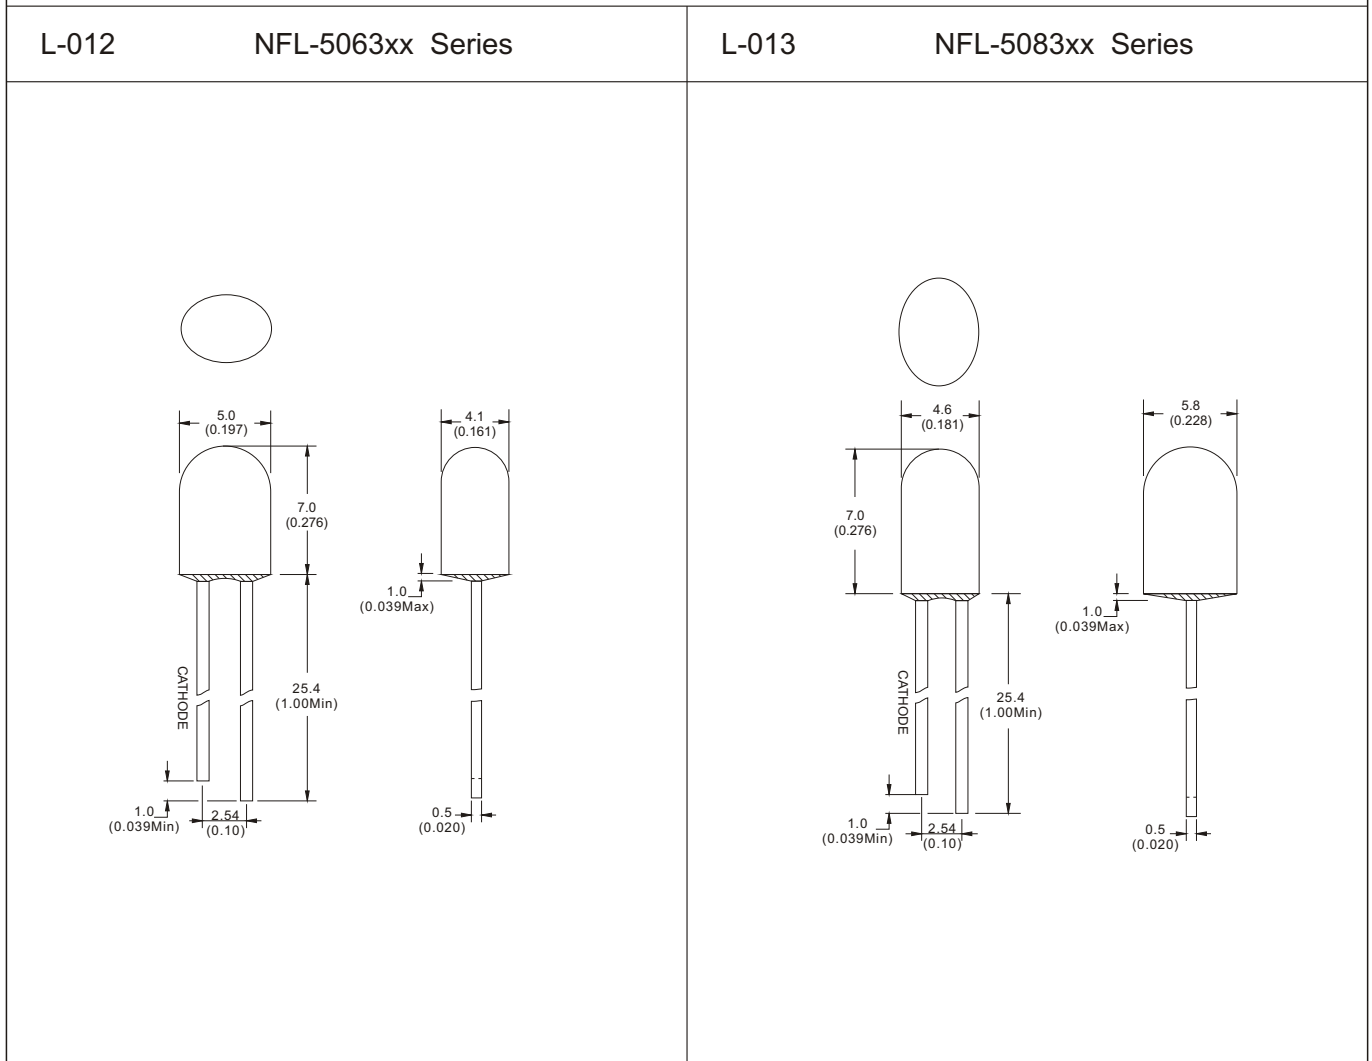 L-012 NFL-5063xx Series
L-013 NFL-5083xx Series
5.0
(0.197)
4.1
(0.161)
7.0
(0.276)
1.0
(0.039Max)
CATHODE
25.4
(1.00Min)
1.0
(0.039Min)
2.54
(0.10)
0.5
(0.020)
4.6
(0.181)
5.8
(0.228)
7.0
(0.276)
1.0
(0.039Max)
CATHODE
25.4
(1.00Min)
1.0
(0.039Min)
2.54
(0.10)
0.5
(0.020)